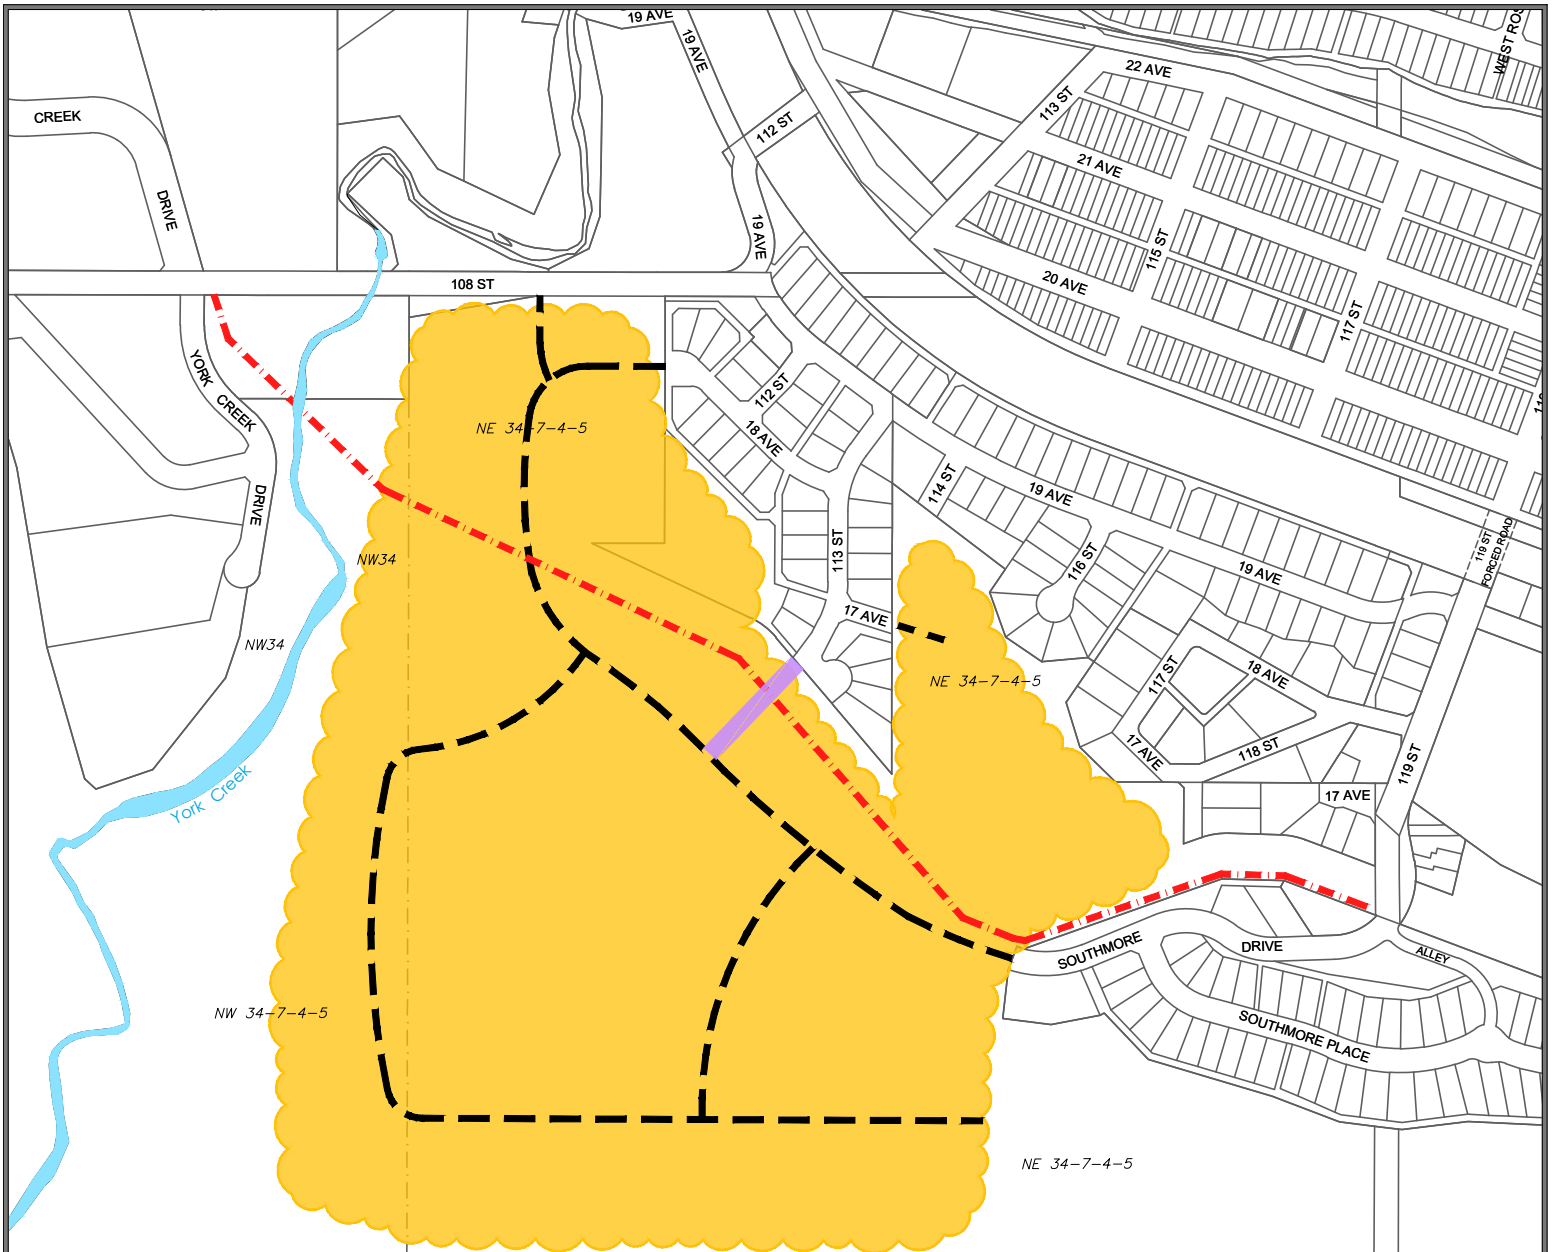 19 AVE
19 AVE
WEST ROS
22 AVE
113 ST
CREEK
112 ST
21 AVE
DRIVE
19 AVE
115 ST
108 ST
20 AVE
117 ST
YORK
CREEK
112 ST
18 AVE
NE 34-7-4-5
114 ST
19 AVE
DRIVE
119 ST
FORCED ROAD
NW34
113 ST
116 ST
19 AVE
17 AVE
NW34
NE 34-7-4-5
117 ST
18 AVE
17 AVE
118 ST
119 ST
York Creek
17 AVE
SOUTHMORE
DRIVE
ALLEY
NW 34-7-4-5
SOUTHMORE PLACE
NE 34-7-4-5